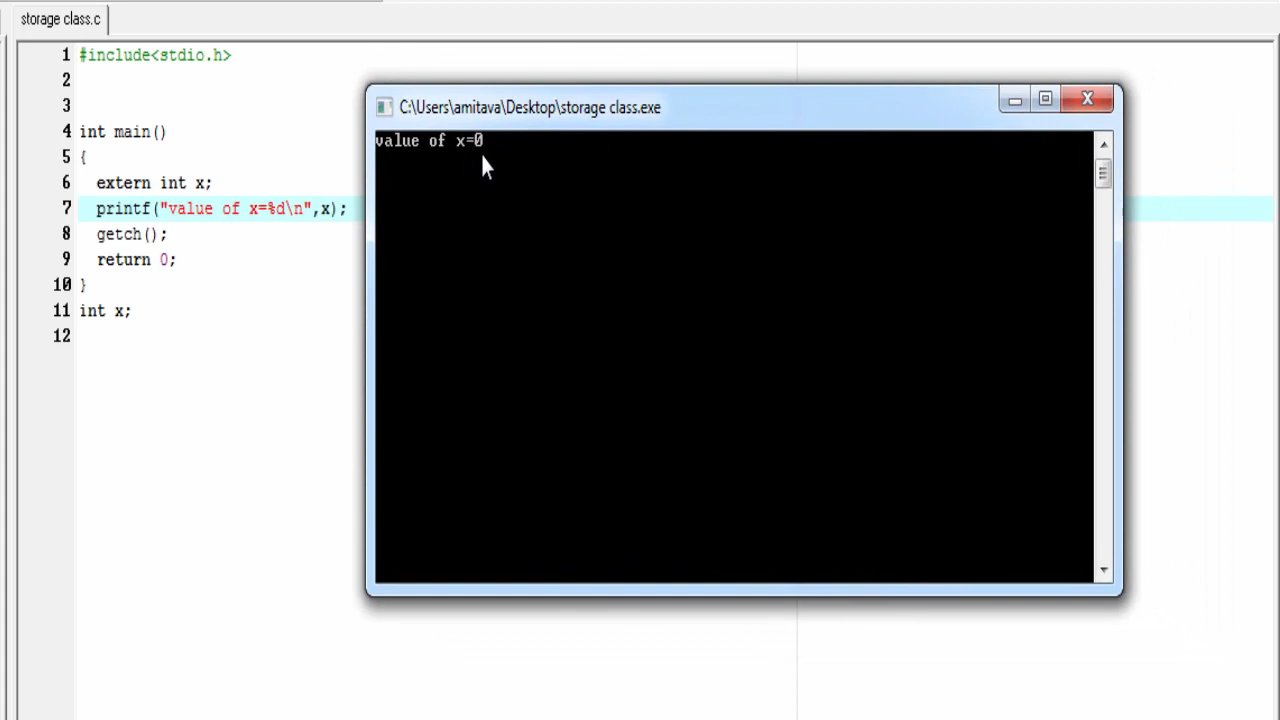 storage class.c
1 #include<stdio.h>
2
3
4 int main()
5 {
6 extern int x;
7 printf("value of x=%d\n",x);
8 getch();
9 return 0;
10 }
11 int x;
12
C:\Users\amitava\Desktop\storage class.exe
value of x=0